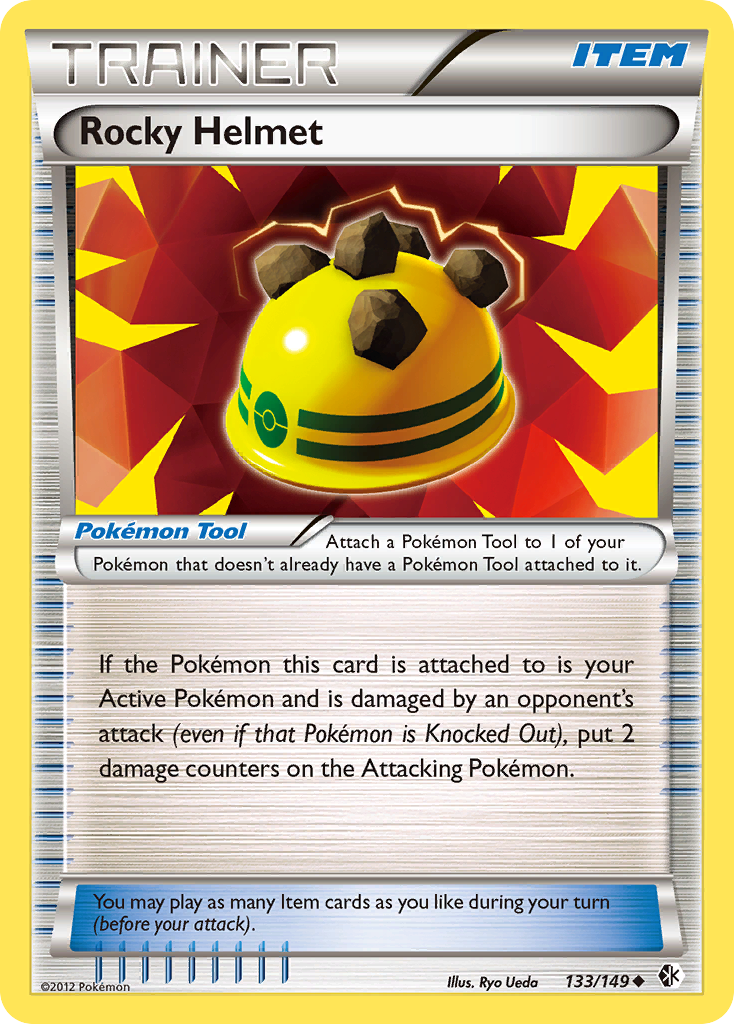 TRAINER
ITEM
Rocky Helmet
Pokémon Tool
Attach a Pokémon Tool to 1 of your
Pokémon that doesn't already have a Pokémon Tool attached to it.
If the Pokémon this card is attached to is your
Active Pokémon and is damaged by an opponent's
attack (even if that Pokémon is Knocked Out), put 2
damage counters on the Attacking Pokémon.
You may play as many Item cards as you like during your turn
(before your attack).
©2012 Pokémon
Illus. Ryo Ueda
133/149